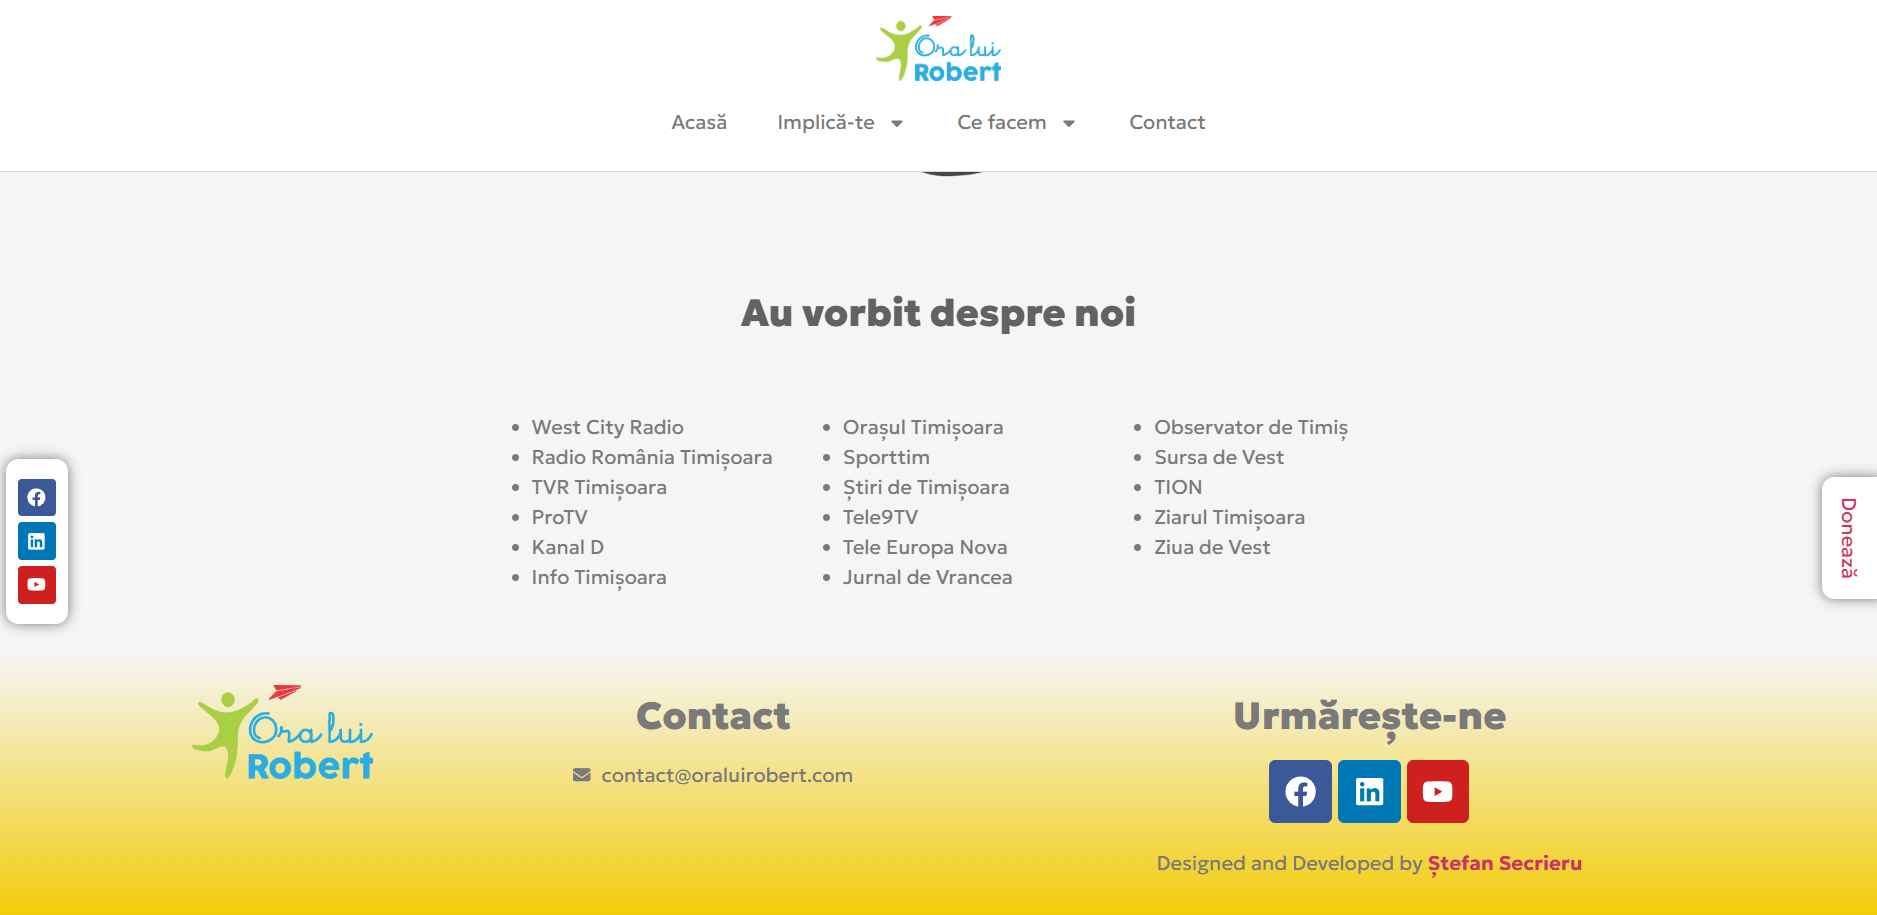 Ora lui
Robert
Acasă
Implică-te
Ce facem
Contact
Au vorbit despre noi
West City Radio
Radio România Timișoara
TVR Timișoara
ProTV
Kanal D
Info Timișoara
Orașul Timișoara
Sporttim
Știri de Timișoara
Tele9TV
Tele Europa Nova
Jurnal de Vrancea
Observator de Timiș
Sursa de Vest
TION
Ziarul Timișoara
Ziua de Vest
Donează
Ora lui
Robert
Contact
contact@oraluirobert.com
Urmărește-ne
Designed and Developed by Ștefan Secrieru